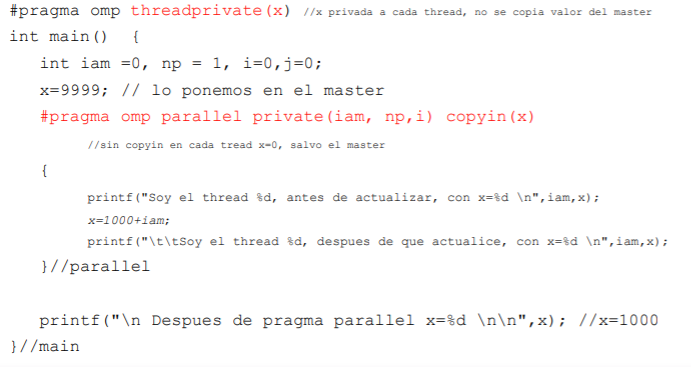 #pragma omp threadprivate(x) //x privada a cada thread, no se copia valor del master
int main() {
int iam =0, np = 1, i=0,j=0;
x=9999; // lo ponemos en el master
#pragma omp parallel private(iam, np,i) copyin(x)
//sin copyin en cada tread x=0, salvo el master
{
printf("Soy el thread %d, antes de actualizar, con x=%d \n",iam,x);
x=1000+iam;
printf("\t\tSoy el thread %d, despues de que actualice, con x=%d \n",iam,x);
}//parallel
printf("\n Despues de pragma parallel x=%d \n\n",x); //x=1000
}//main